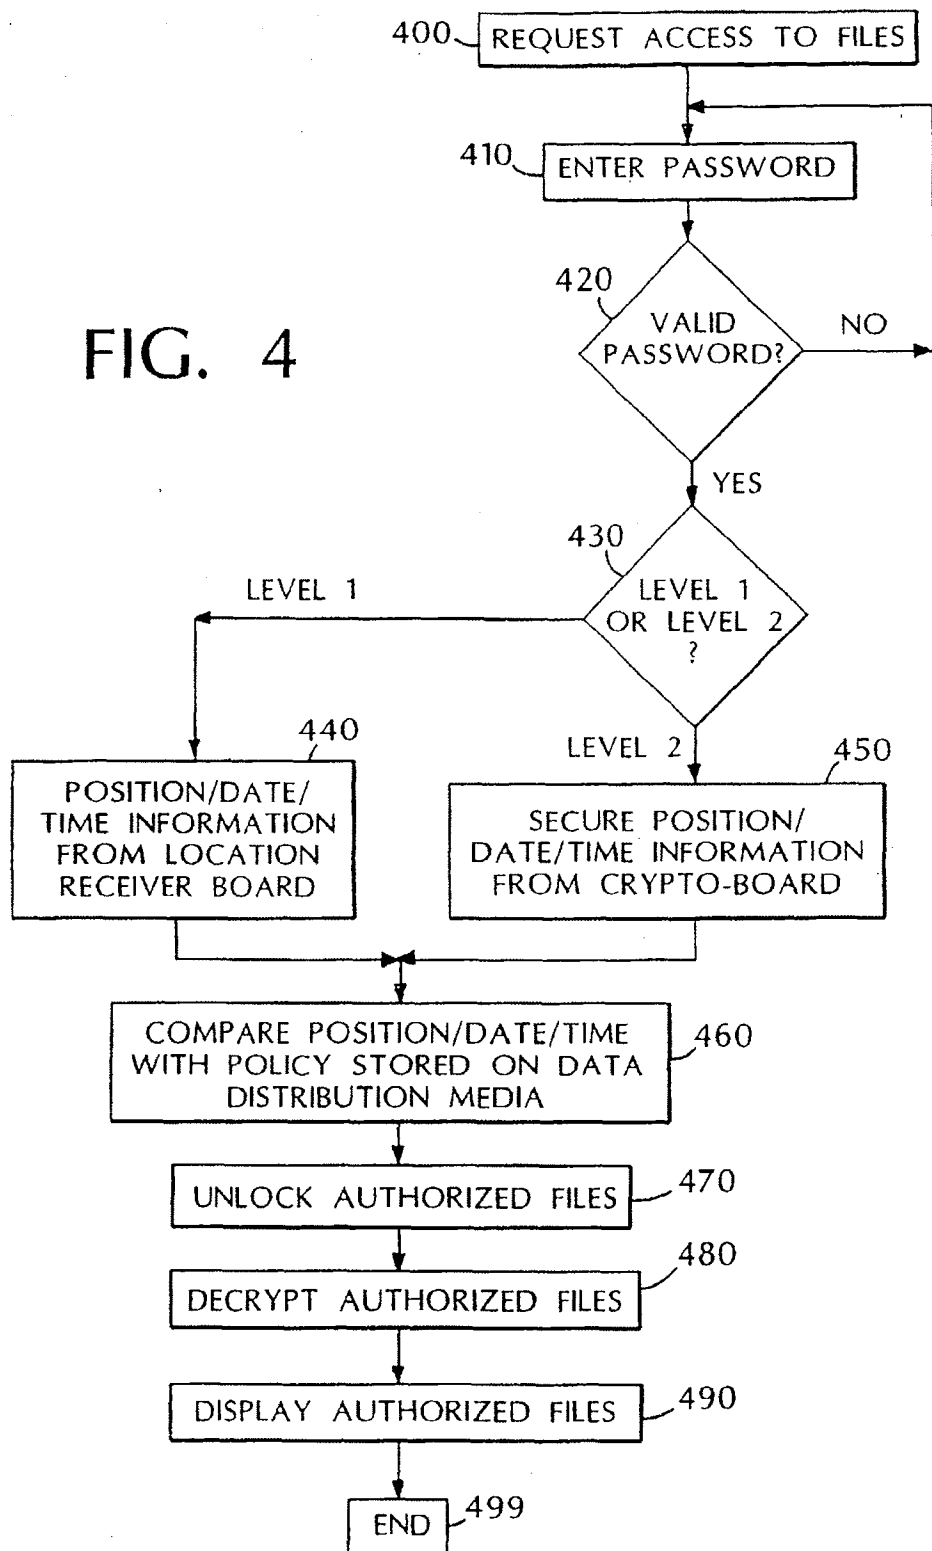 400 REQUEST ACCESS TO FILES
410 ENTER PASSWORD
420
VALID
PASSWORD?
NO
FIG. 4
YES
430
LEVEL 1
LEVEL 1
OR LEVEL 2
?
440
LEVEL 2
450
POSITION/DATE/
TIME INFORMATION
FROM LOCATION
RECEIVER BOARD
SECURE POSITION/
DATE/TIME INFORMATION
FROM CRYPTO-BOARD
COMPARE POSITION/DATE/TIME
WITH POLICY STORED ON DATA
DISTRIBUTION MEDIA
460
UNLOCK AUTHORIZED FILES
470
DECRYPT AUTHORIZED FILES
480
DISPLAY AUTHORIZED FILES
490
END
499